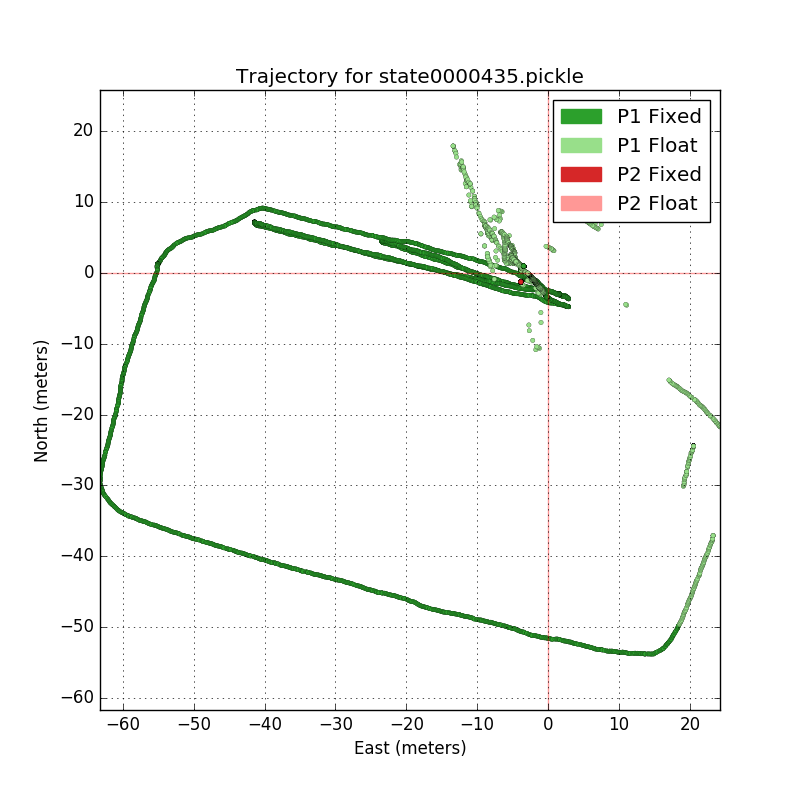 Trajectory for state0000435.pickle
P1 Fixed
P1 Float
P2 Fixed
P2 Float
20
10
0
−10
−20
−30
−40
−50
−60
North (meters)
−60 −50 −40 −30 −20 −10 0 10 20
East (meters)